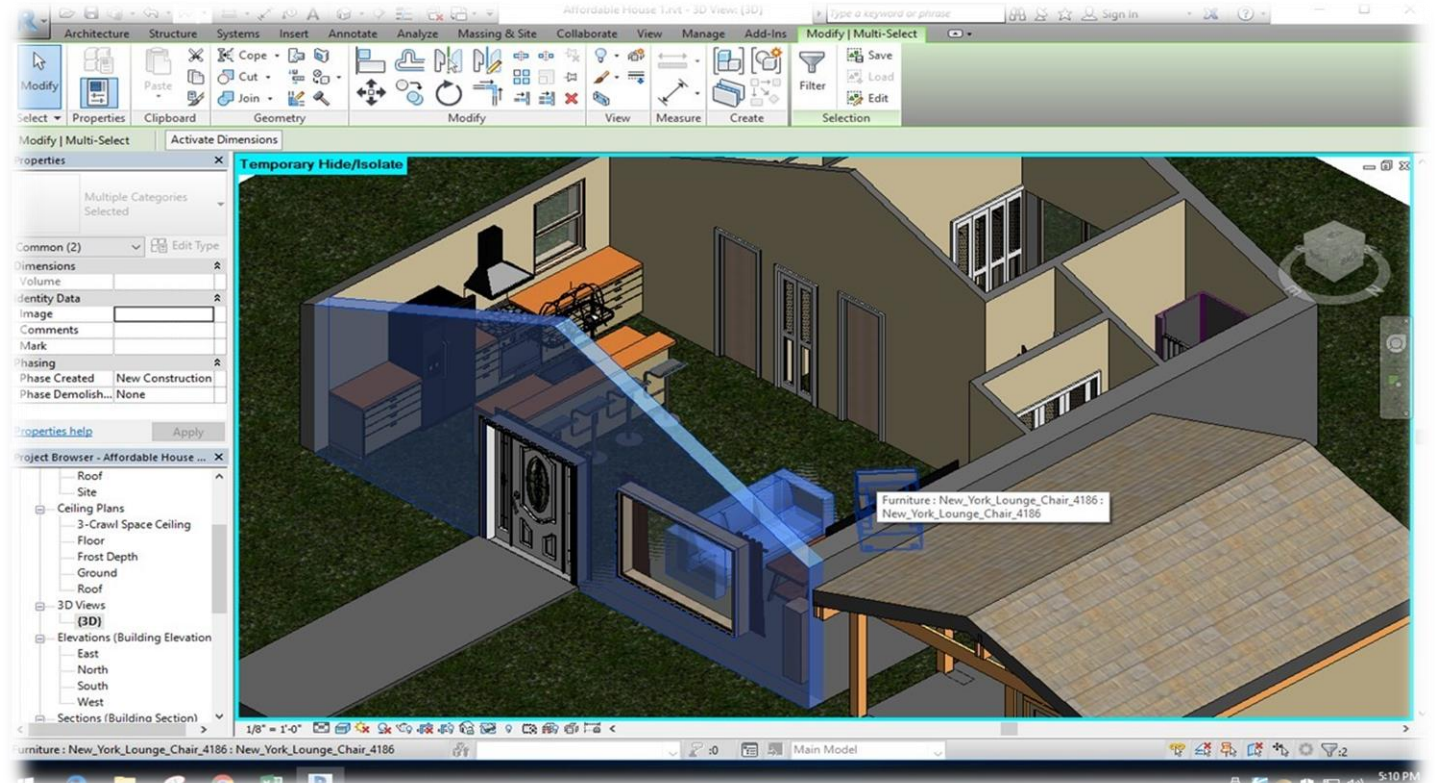 Affordable House 1.rvt - 3D View: {3D}
Type a keyword or phrase
Sign In
Architecture Structure Systems Insert Annotate Analyze Massing & Site Collaborate View Manage Add-Ins Modify | Multi-Select
Modify
Paste
Cope
Cut
Join
Filter
Save
Load
Edit
Select Properties Clipboard Geometry Modify View Measure Create Selection
Modify | Multi-Select Activate Dimensions
Properties
Multiple Categories
Selected
Common (2) Edit Type
Dimensions
Volume
Identity Data
Image
Comments
Mark
Phasing
Phase Created New Construction
Phase Demolish... None
Properties help Apply
Project Browser - Affordable House ...
Roof
Site
Ceiling Plans
3-Crawl Space Ceiling
Floor
Frost Depth
Ground
Roof
3D Views
{3D}
Elevations (Building Elevation
East
North
South
West
Sections (Building Section)
Temporary Hide/Isolate
Furniture : New_York_Lounge_Chair_4186 :
New_York_Lounge_Chair_4186
1/8" = 1'-0"
Furniture : New_York_Lounge_Chair_4186 : New_York_Lounge_Chair_4186
:0
Main Model
:2
5:10 PM